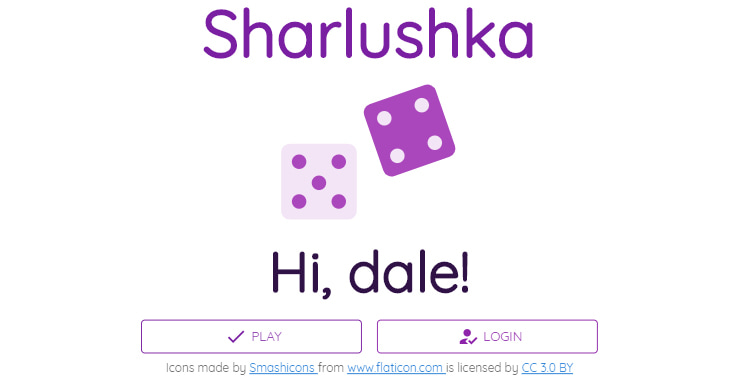 Sharlushka
Hi, dale!
PLAY LOGIN
Icons made by Smashicons from www.flaticon.com is licensed by CC 3.0 BY